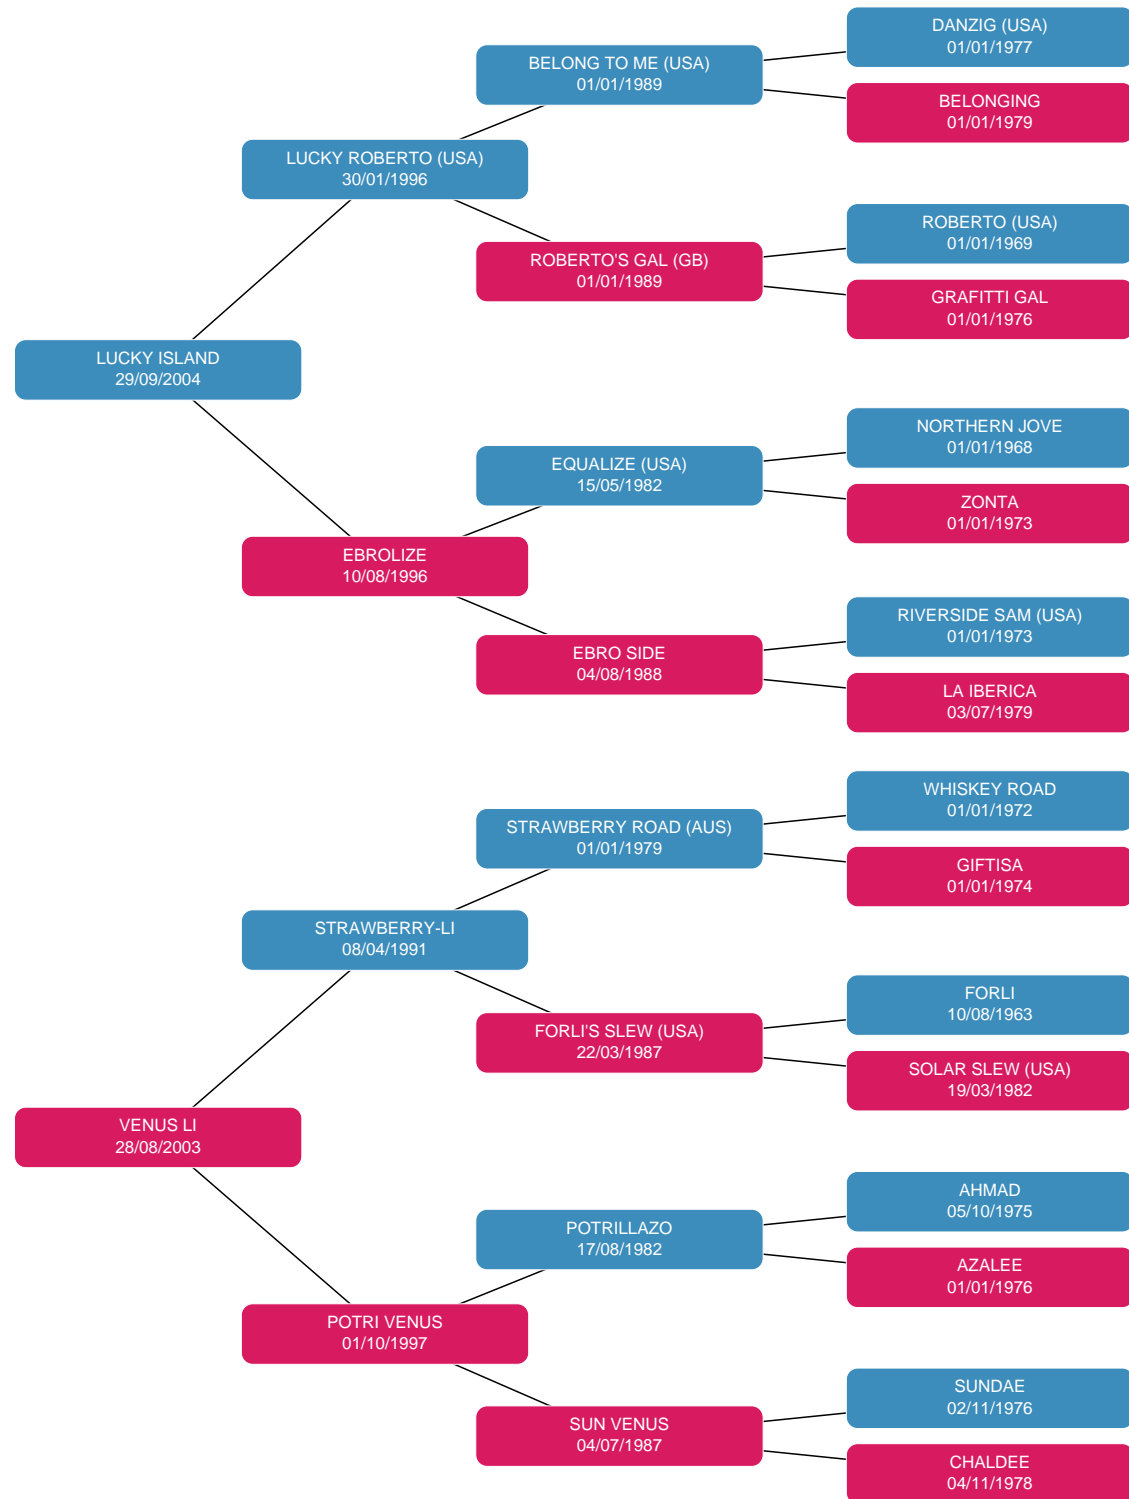 DANZIG (USA)
01/01/1977
BELONG TO ME (USA)
01/01/1989
BELONGING
01/01/1979
LUCKY ROBERTO (USA)
30/01/1996
ROBERTO (USA)
01/01/1969
ROBERTO'S GAL (GB)
01/01/1989
GRAFITTI GAL
01/01/1976
LUCKY ISLAND
29/09/2004
NORTHERN JOVE
01/01/1968
EQUALIZE (USA)
15/05/1982
ZONTA
01/01/1973
EBROLIZE
10/08/1996
RIVERSIDE SAM (USA)
01/01/1973
EBRO SIDE
04/08/1988
LA IBERICA
03/07/1979
WHISKEY ROAD
01/01/1972
STRAWBERRY ROAD (AUS)
01/01/1979
GIFTISA
01/01/1974
STRAWBERRY-LI
08/04/1991
FORLI
10/08/1963
FORLI'S SLEW (USA)
22/03/1987
SOLAR SLEW (USA)
19/03/1982
VENUS LI
28/08/2003
AHMAD
05/10/1975
POTRILLAZO
17/08/1982
AZALEE
01/01/1976
POTRI VENUS
01/10/1997
SUNDAE
02/11/1976
SUN VENUS
04/07/1987
CHALDEE
04/11/1978